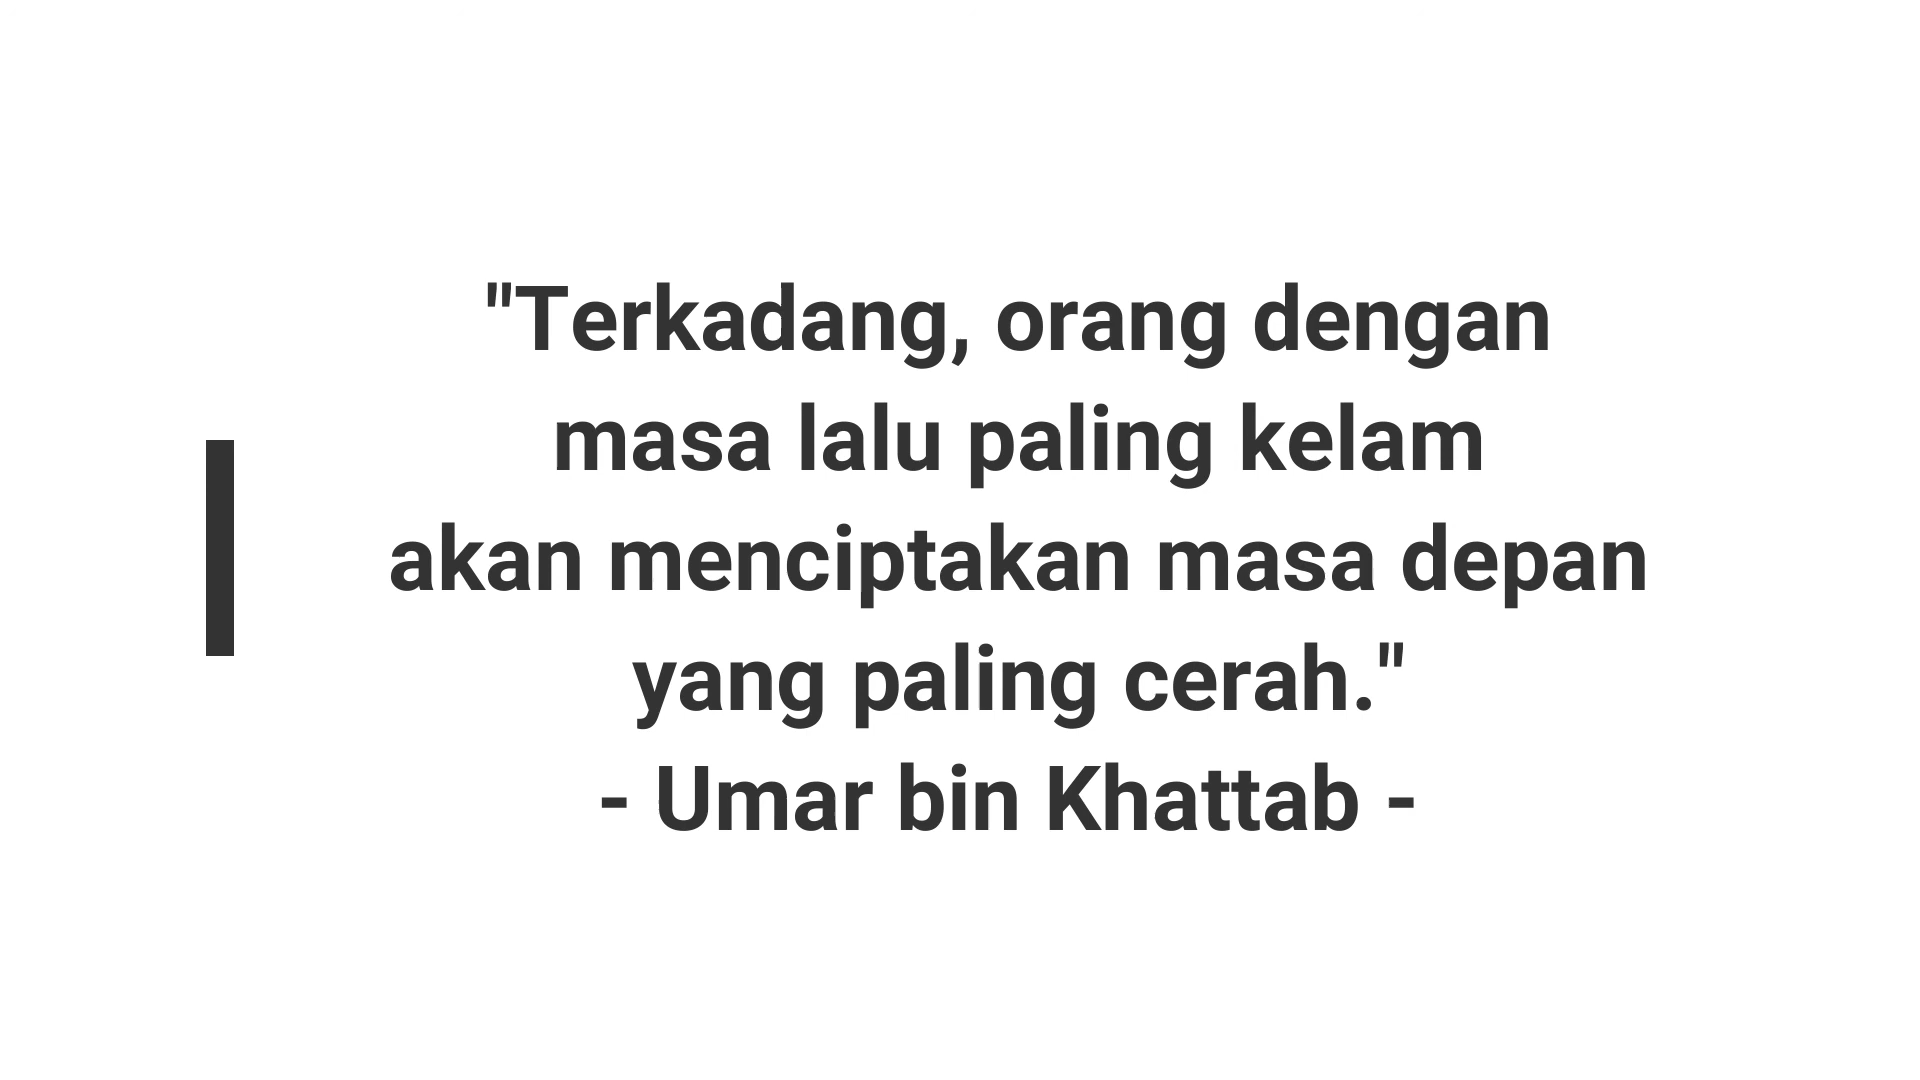 "Terkadang, orang dengan
masa lalu paling kelam
akan menciptakan masa depan
yang paling cerah."
- Umar bin Khattab -